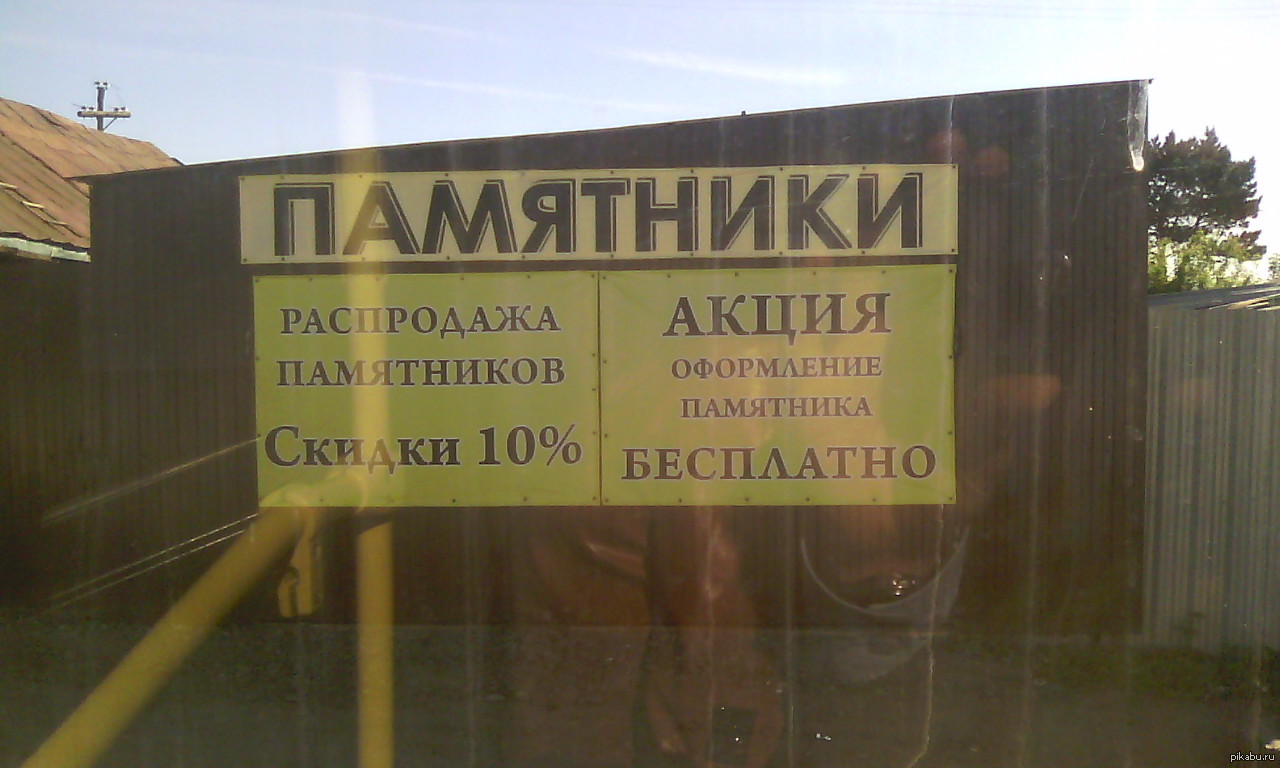 ПАМЯТНИКИ
РАСПРОДАЖА
ПАМЯТНИКОВ
Скидки 10%
АКЦИЯ
ОФОРМЛЕНИЕ
ПАМЯТНИКА
БЕСПЛАТНО
pikabu.ru